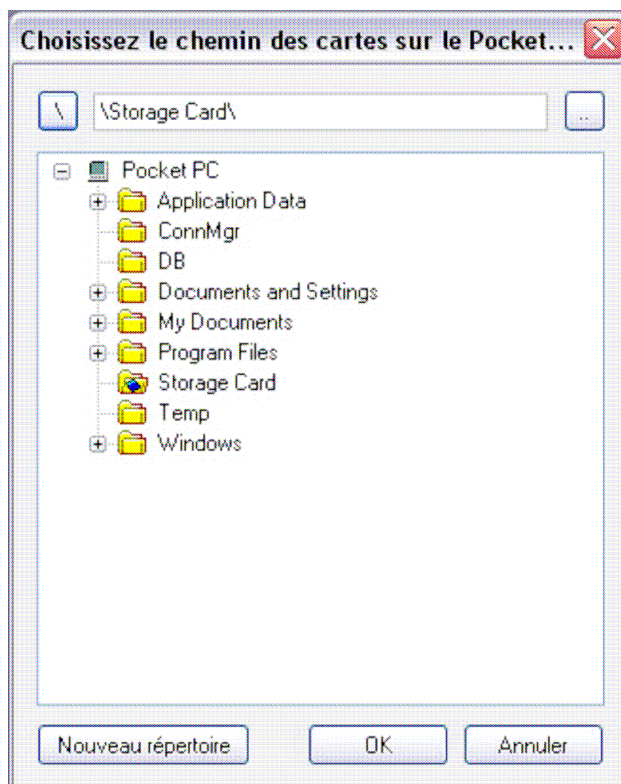 Choisissez le chemin des cartes sur le Pocket...
\ \Storage Card\ ..
Pocket PC
Application Data
ConnMgr
DB
Documents and Settings
My Documents
Program Files
Storage Card
Temp
Windows
Nouveau répertoire OK Annuler